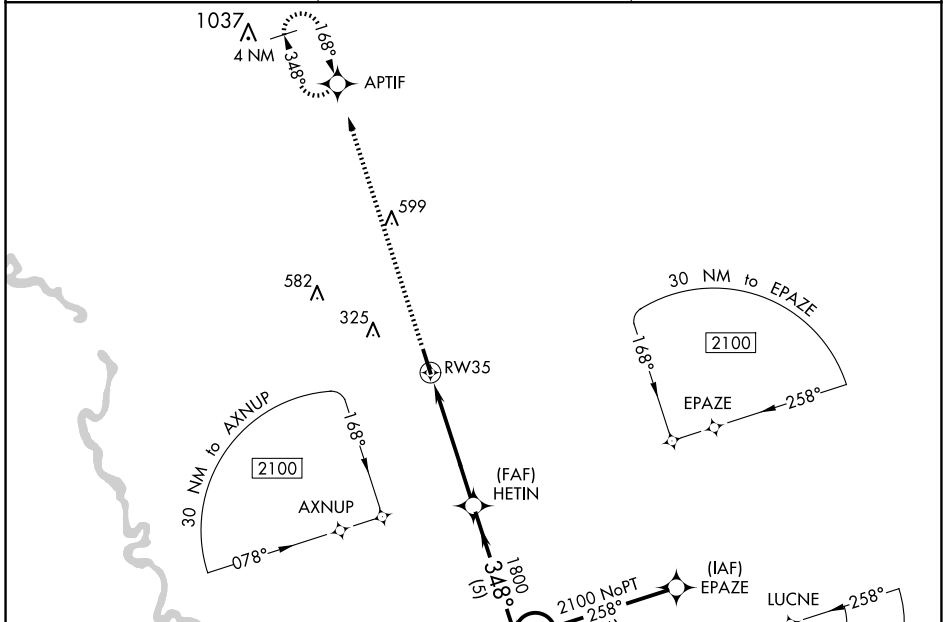 1037
4 NM
348°
168°
APTIF
599
582
325
RW35
30 NM to EPAZE
2100
168°
EPAZE
258°
30 NM to AXNUP
2100
168°
AXNUP
078°
(FAF)
HETIN
1800
348°
(5)
2100 NoPT
258°
(IAF)
EPAZE
LUCNE
258°